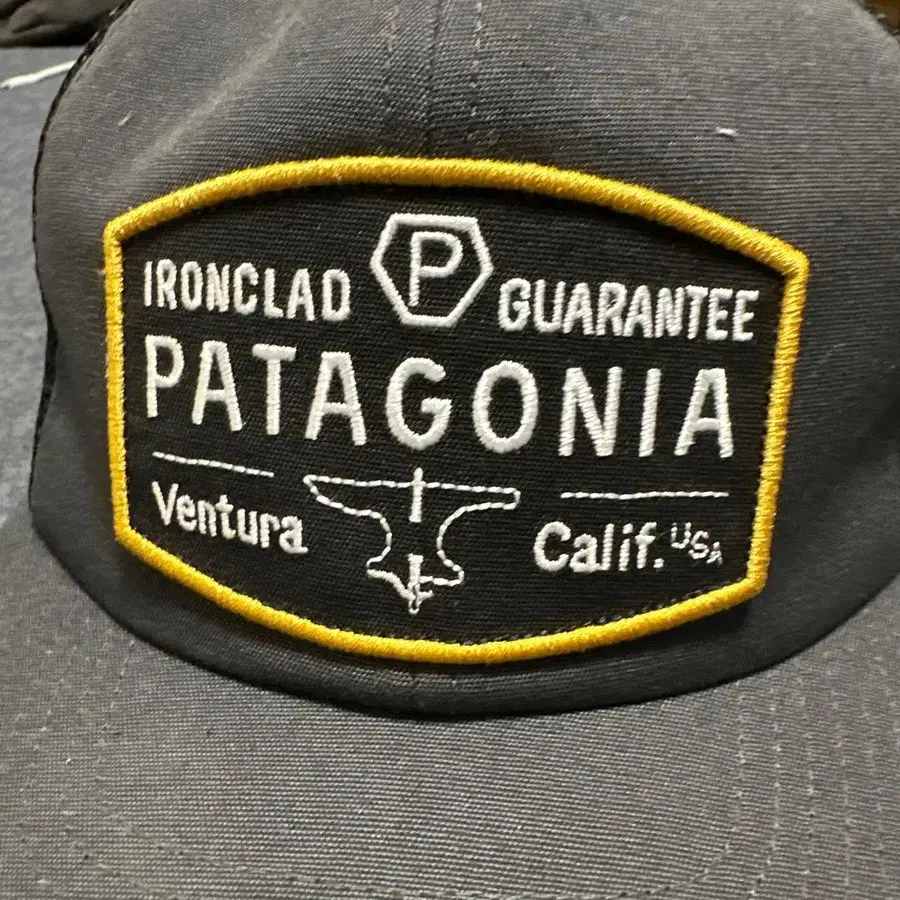 P
IRONCLAD GUARANTEE
PATAGONIA
Ventura Calif. USA